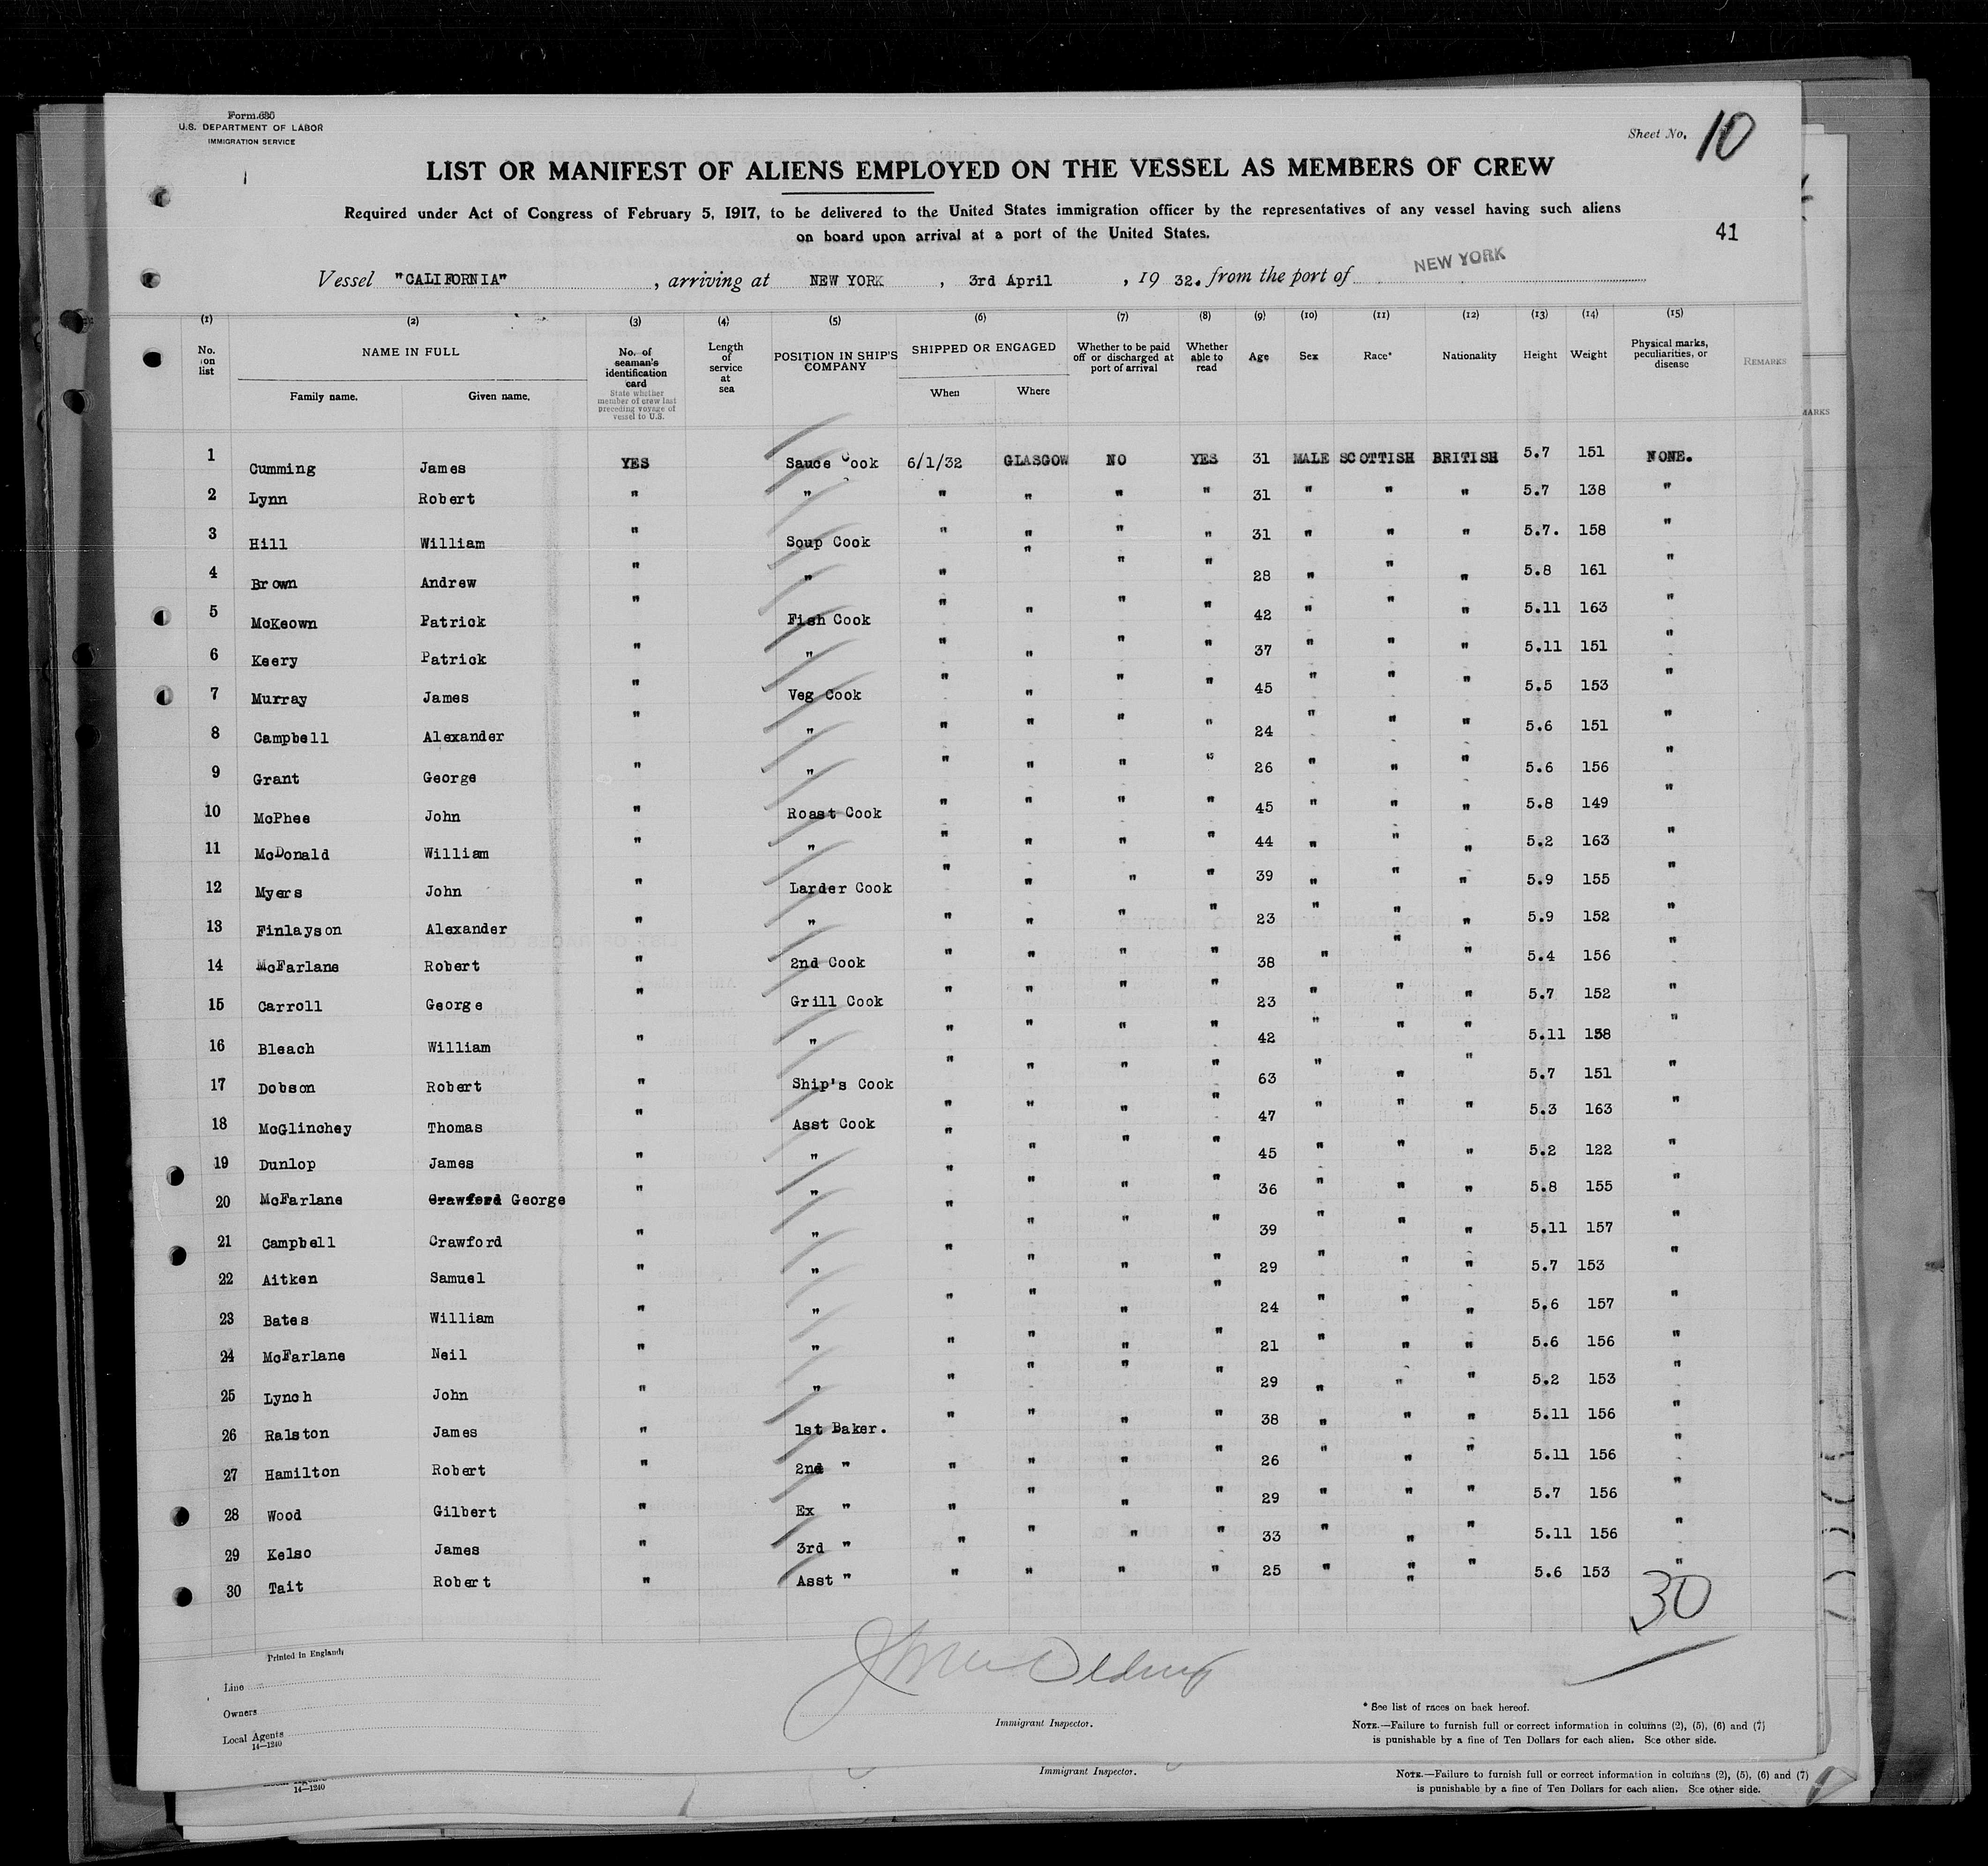 Form 680
U.S. DEPARTMENT OF LABOR
IMMIGRATION SERVICE
Sheet No. 10
LIST OR MANIFEST OF ALIENS EMPLOYED ON THE VESSEL AS MEMBERS OF CREW
Required under Act of Congress of February 5, 1917, to be delivered to the United States immigration officer by the representatives of any vessel having such aliens
on board upon arrival at a port of the United States.
41
Vessel "CALIFORNIA", arriving at NEW YORK, 3rd April, 19 32. from the port of NEW YORK
(1) (2) (3) (4) (5) (6) (7) (8) (9) (10) (11) (12) (13) (14) (15)
No. on list NAME IN FULL Family name. Given name. No. of seaman's identification card State whether member of crew last preceding voyage of vessel to U.S. Length of service at sea POSITION IN SHIP'S COMPANY SHIPPED OR ENGAGED When Where Whether to be paid off or discharged at port of arrival Whether able to read Age Sex Race* Nationality Height Weight Physical marks, peculiarities, or disease REMARKS
MARKS
1 Cumming James YES Sauce Cook 6/1/32 GLASGOW NO YES 31 MALE SCOTTISH BRITISH 5.7 151 NONE.
2 Lynn Robert " " " " " " 31 " " " 5.7 138 "
3 Hill William " Soup Cook " " " " 31 " " " 5.7. 158 "
4 Brown Andrew " " " " " " 28 " " " 5.8 161 "
5 McKeown Patrick " Fish Cook " " " " 42 " " " 5.11 163 "
6 Keery Patrick " " " " " " 37 " " " 5.11 151 "
7 Murray James " Veg Cook " " " " 45 " " " 5.5 153 "
8 Campbell Alexander " " " " " " 24 " " " 5.6 151 "
9 Grant George " " " " " " 26 " " " 5.6 156 "
10 McPhee John " Roast Cook " " " " 45 " " " 5.8 149 "
11 McDonald William " " " " " " 44 " " " 5.2 163 "
12 Myers John " Larder Cook " " " " 39 " " " 5.9 155 "
13 Finlayson Alexander " " " " " " 23 " " " 5.9 152 "
14 McFarlane Robert " 2nd Cook " " " " 38 " " " 5.4 156 "
15 Carroll George " Grill Cook " " " " 23 " " " 5.7 152 "
16 Bleach William " " " " " " 42 " " " 5.11 158 "
17 Dobson Robert " Ship's Cook " " " " 63 " " " 5.7 151 "
18 McGlinchey Thomas " Asst Cook " " " " 47 " " " 5.3 163 "
19 Dunlop James " " " " " " 45 " " " 5.2 122 "
20 McFarlane Crawford George " " " " " " 36 " " " 5.8 155 "
21 Campbell Crawford " " " " " " 39 " " " 5.11 157 "
22 Aitken Samuel " " " " " " 29 " " " 5.7 153 "
23 Bates William " " " " " " 24 " " " 5.6 157 "
24 McFarlane Neil " " " " " " 21 " " " 5.6 156 "
25 Lynch John " " " " " " 29 " " " 5.2 153 "
26 Ralston James " 1st Baker. " " " " 38 " " " 5.11 156 "
27 Hamilton Robert " 2nd " " " " " 26 " " " 5.11 156 "
28 Wood Gilbert " Ex " " " " " 29 " " " 5.7 156 "
29 Kelso James " 3rd " " " " " 33 " " " 5.11 156 "
30 Tait Robert " Asst " " " " " 25 " " " 5.6 153 "
30
Printed in England
Line
Owners
Local Agents
14—1240
Immigrant Inspector.
* See list of races on back hereof.
NOTE.—Failure to furnish full or correct information in columns (2), (5), (6) and (7)
is punishable by a fine of Ten Dollars for each alien. See other side.
14—1240
Immigrant Inspector.
NOTE.—Failure to furnish full or correct information in columns (2), (5), (6) and (7)
is punishable by a fine of Ten Dollars for each alien. See other side.